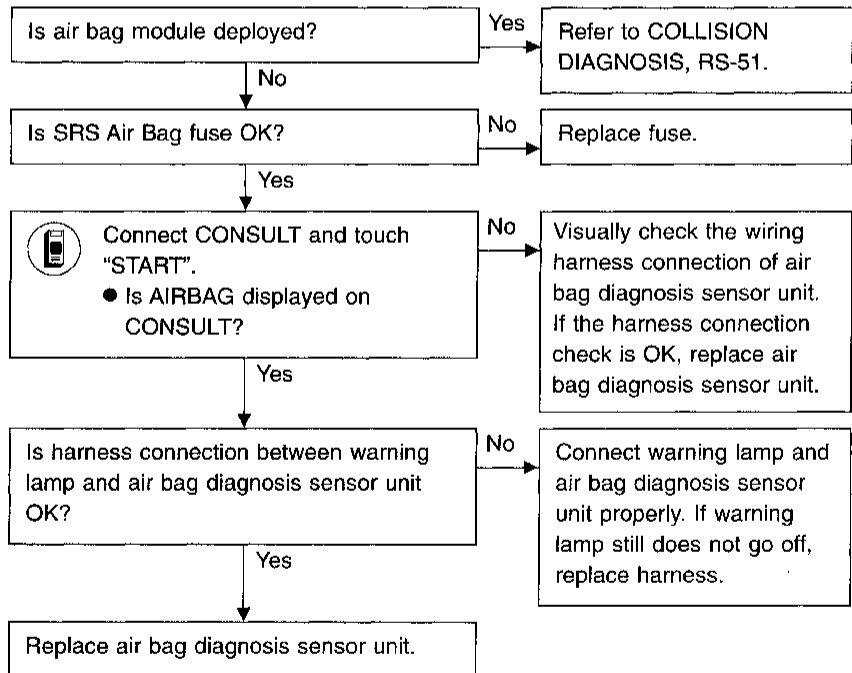 Is air bag module deployed?
Yes
Refer to COLLISION
DIAGNOSIS, RS-51.
No
Is SRS Air Bag fuse OK?
No
Replace fuse.
Yes
Connect CONSULT and touch
“START”.
● Is AIRBAG displayed on
CONSULT?
No
Visually check the wiring
harness connection of air
bag diagnosis sensor unit.
If the harness connection
check is OK, replace air
bag diagnosis sensor unit.
Yes
Is harness connection between warning
lamp and air bag diagnosis sensor unit
OK?
No
Connect warning lamp and
air bag diagnosis sensor
unit properly. If warning
lamp still does not go off,
replace harness.
Yes
Replace air bag diagnosis sensor unit.